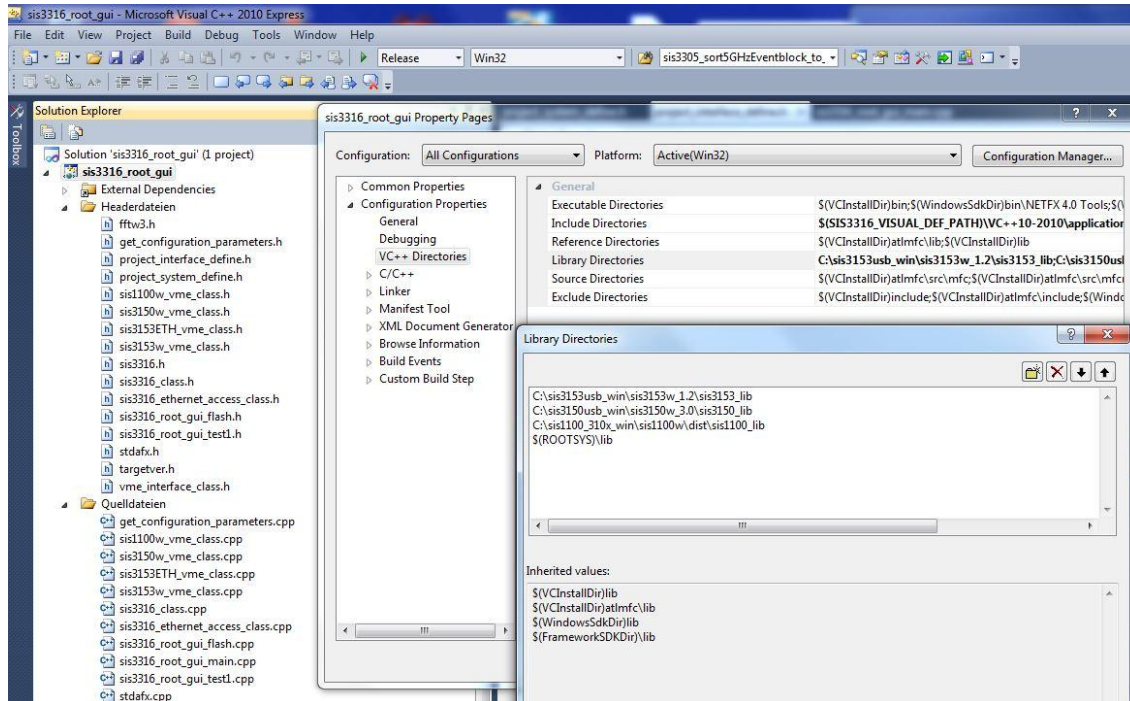 sis3316_root_gui - Microsoft Visual C++ 2010 Express
File Edit View Project Build Debug Tools Window Help
Release Win32 sis3305_sort5GHzEventblock_to_
Toolbox
Solution Explorer
Solution 'sis3316_root_gui' (1 project)
sis3316_root_gui
External Dependencies
Headerdateien
fftw3.h
get_configuration_parameters.h
project_interface_define.h
project_system_define.h
sis1100w_vme_class.h
sis3150w_vme_class.h
sis3153ETH_vme_class.h
sis3153w_vme_class.h
sis3316.h
sis3316_class.h
sis3316_ethernet_access_class.h
sis3316_root_gui_flash.h
sis3316_root_gui_test1.h
stdafx.h
targetver.h
vme_interface_class.h
Quelldateien
get_configuration_parameters.cpp
sis1100w_vme_class.cpp
sis3150w_vme_class.cpp
sis3153ETH_vme_class.cpp
sis3153w_vme_class.cpp
sis3316_class.cpp
sis3316_ethernet_access_class.cpp
sis3316_root_gui_flash.cpp
sis3316_root_gui_main.cpp
sis3316_root_gui_test1.cpp
stdafx.cpp
sis3316_root_gui Property Pages
Configuration: All Configurations Platform: Active(Win32) Configuration Manager...
Common Properties
Configuration Properties
General
Debugging
VC++ Directories
C/C++
Linker
Manifest Tool
XML Document Generator
Browse Information
Build Events
Custom Build Step
General
Executable Directories $(VCInstallDir)bin;$(WindowsSdkDir)bin\NETFX 4.0 Tools;$(
Include Directories $(SIS3316_VISUAL_DEF_PATH)\VC++10-2010\application
Reference Directories $(VCInstallDir)atlmfc\lib;$(VCInstallDir)lib
Library Directories C:\sis3153usb_win\sis3153w_1.2\sis3153_lib;C:\sis3150usl
Source Directories $(VCInstallDir)atlmfc\src\mfc;$(VCInstallDir)atlmfc\src\mfc
Exclude Directories $(VCInstallDir)include;$(VCInstallDir)atlmfc\include;$(Windo
Library Directories
C:\sis3153usb_win\sis3153w_1.2\sis3153_lib
C:\sis3150usb_win\sis3150w_3.0\sis3150_lib
C:\sis1100_310x_win\sis1100w\dist\sis1100_lib
$(ROOTSYS)\lib
Inherited values:
$(VCInstallDir)lib
$(VCInstallDir)atlmfc\lib
$(WindowsSdkDir)lib
$(FrameworkSDKDir)\lib